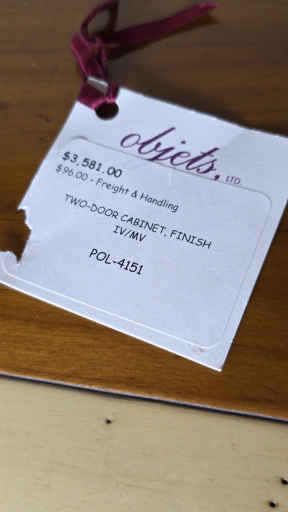 objets, LTD.
$3,581.00
$96.00 - Freight & Handling
TWO-DOOR CABINET, FINISH
IV/MV
POL-4151